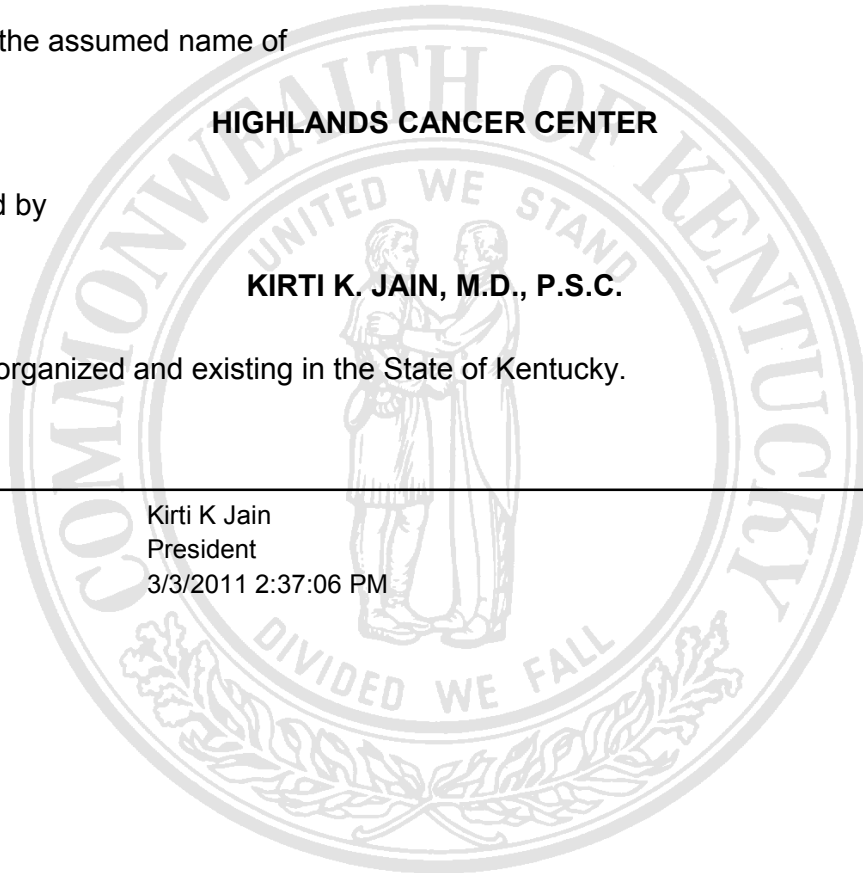 the assumed name of
HIGHLANDS CANCER CENTER
d by
KIRTI K. JAIN, M.D., P.S.C.
organized and existing in the State of Kentucky.
Kirti K Jain
President
3/3/2011 2:37:06 PM
COMMONWEALTH OF KENTUCKY
UNITED WE STAND
DIVIDED WE FALL